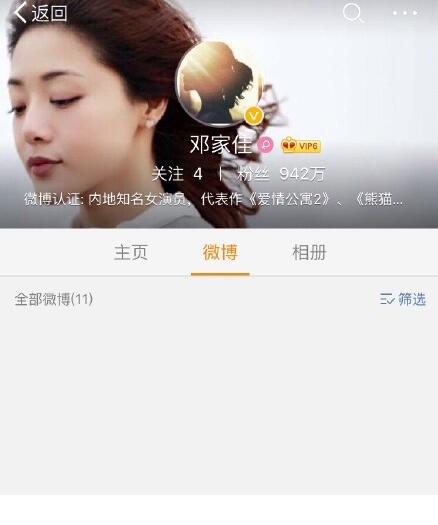 返回
邓家佳 VIP6
关注 4 | 粉丝 942万
微博认证: 内地知名女演员，代表作《爱情公寓2》、《熊猫...
主页 微博 相册
全部微博(11) 筛选